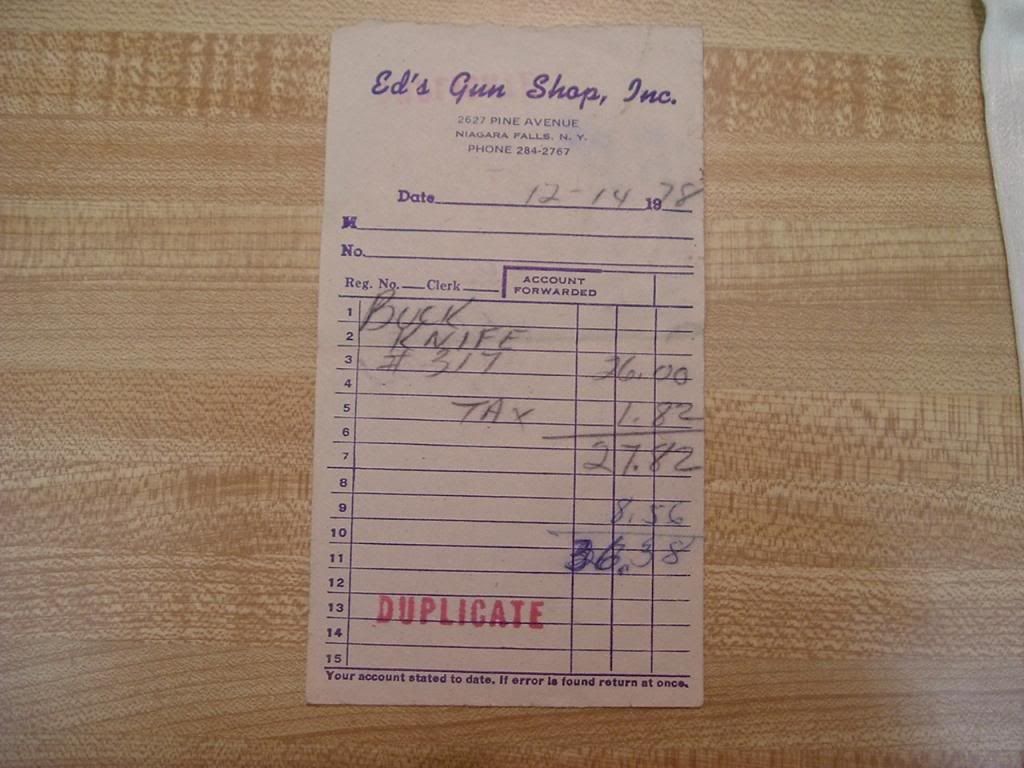 Ed's Gun Shop, Inc.
2627 PINE AVENUE
NIAGARA FALLS, N. Y.
PHONE 284-2767
Date 12-14 1978
M
No.
Reg. No. Clerk ACCOUNT FORWARDED
1 BUCK
2 KNIFE
3 # 317 26.00
4
5 TAX 1.82
6
7 27.82
8
9 8.56
10
11 36.38
12
13 DUPLICATE
14
15
Your account stated to date. If error is found return at once.